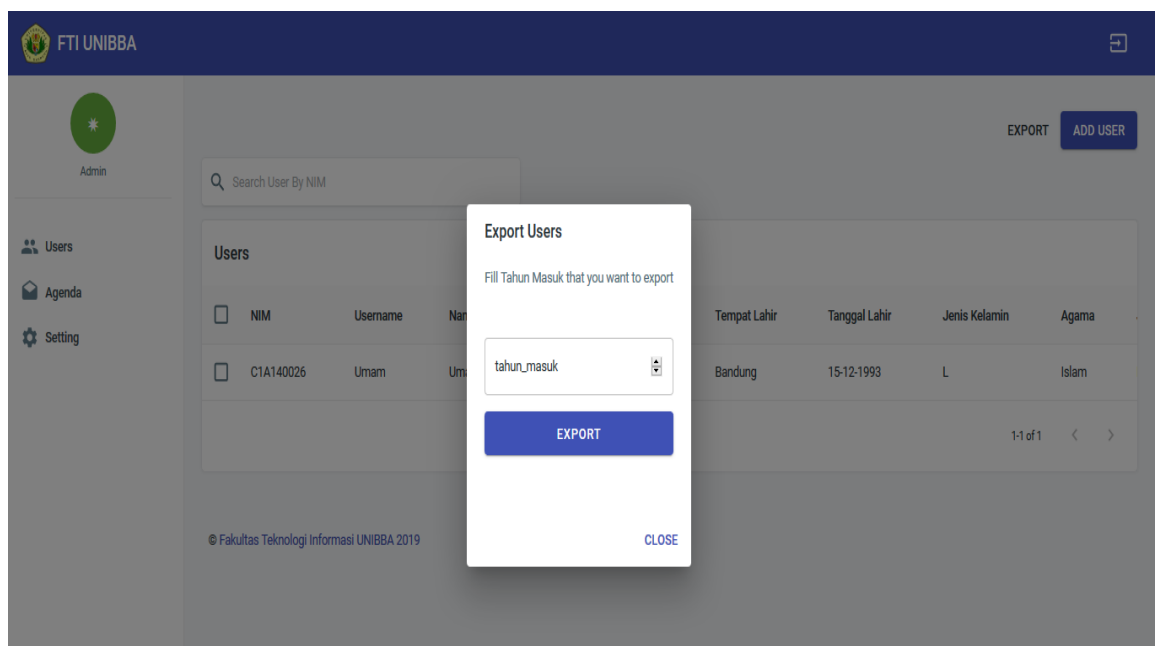 FTI UNIBBA
Admin
EXPORT ADD USER
Search User By NIM
Users
Agenda
Setting
Users
NIM Username Tempat Lahir Tanggal Lahir Jenis Kelamin Agama
C1A140026 Umam Bandung 15-12-1993 L Islam
1-1 of 1
Export Users
Fill Tahun Masuk that you want to export
tahun_masuk
EXPORT
CLOSE
© Fakultas Teknologi Informasi UNIBBA 2019